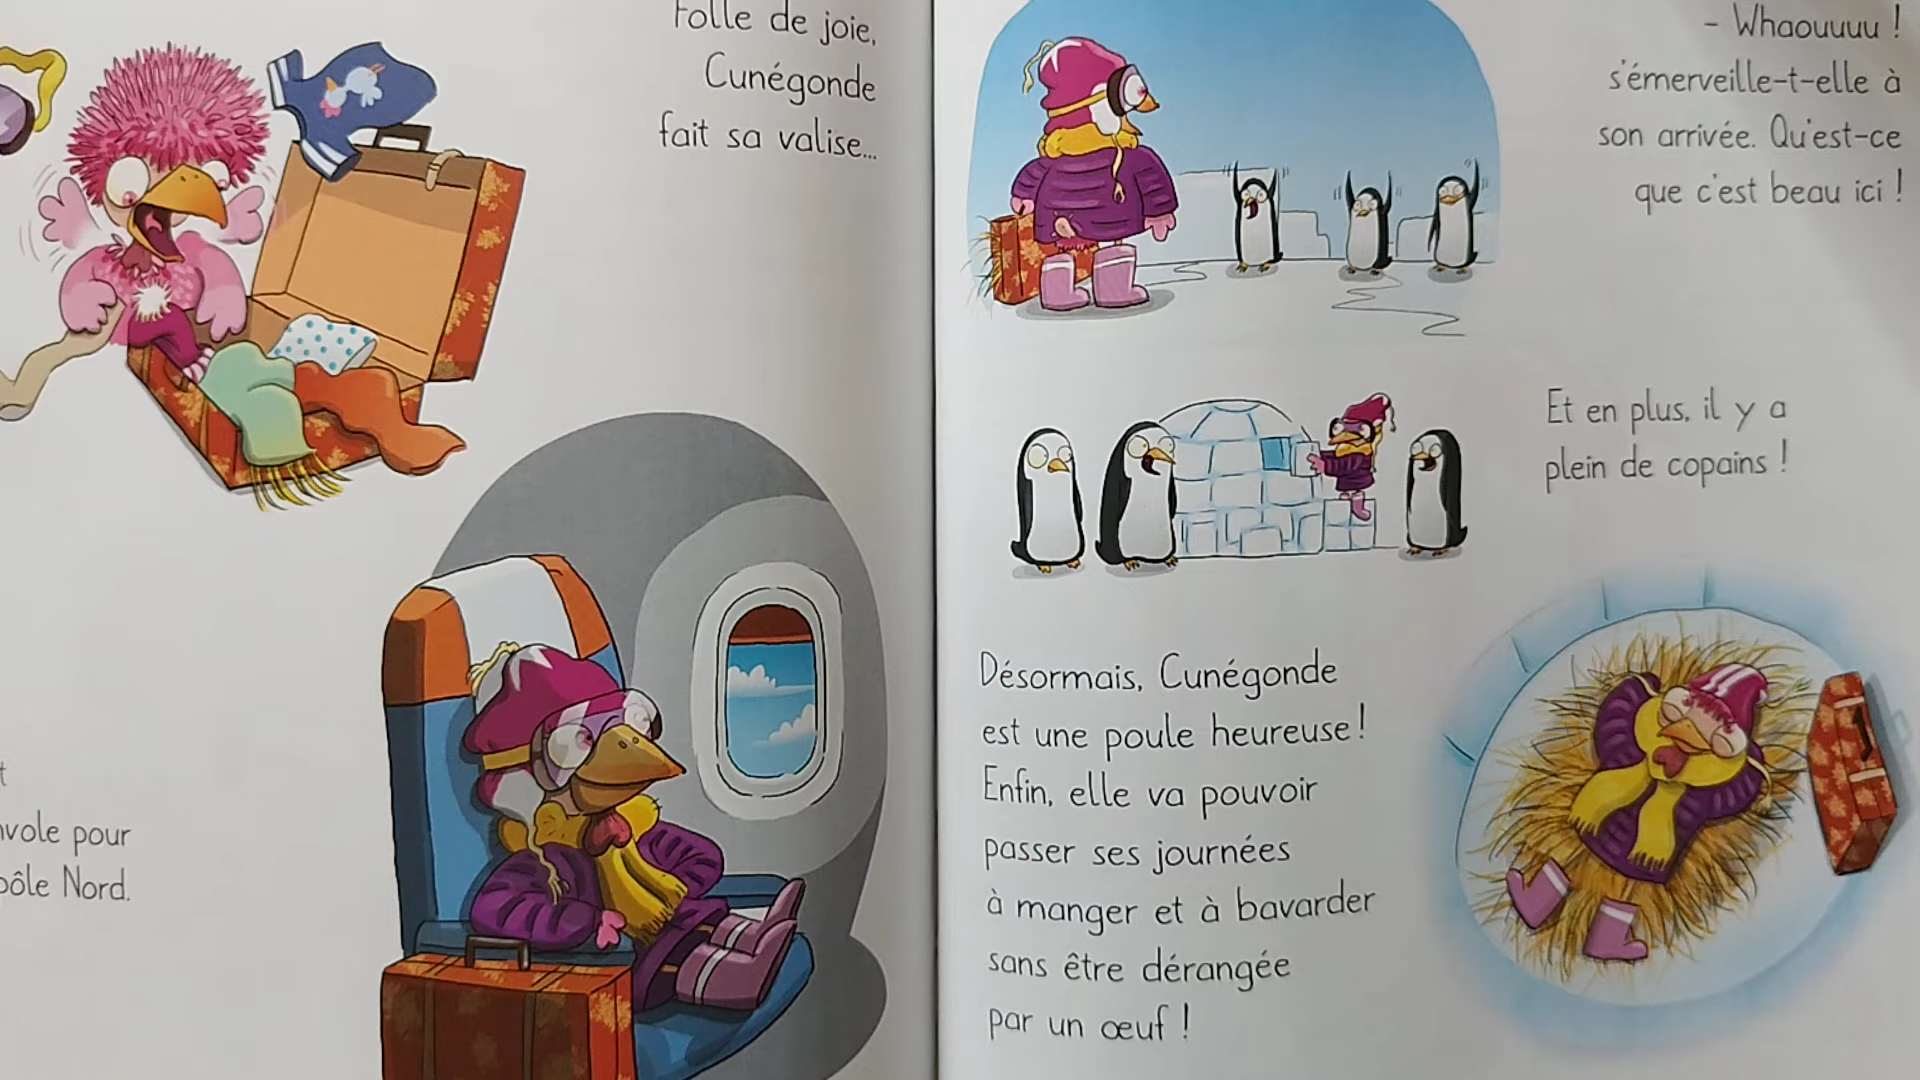 Folle de joie,
Cunégonde
fait sa valise...
pour
pôle Nord.
- Whaouuuu !
s'émerveille-t-elle à
son arrivée. Qu'est-ce
que c'est beau ici !
Et en plus, il y a
plein de copains !
Désormais, Cunégonde
est une poule heureuse !
Enfin, elle va pouvoir
passer ses journées
à manger et à bavarder
sans être dérangée
par un œuf !